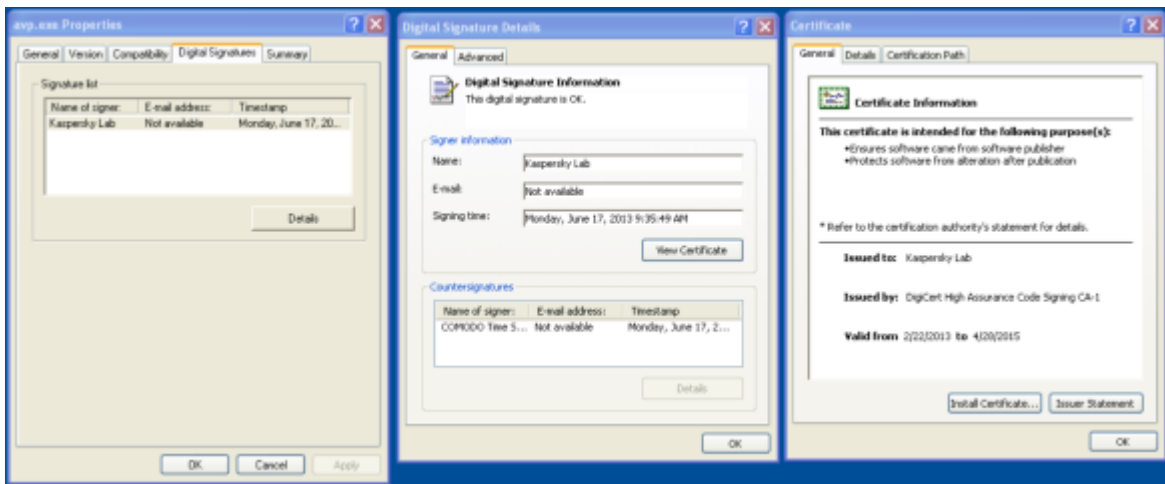 avp.exe Properties
General Version Compatibility Digital Signatures Summary
Signature list
Name of signer: E-mail address: Timestamp
Kaspersky Lab Not available Monday, June 17, 20...
Details
OK Cancel Apply
Digital Signature Details
General Advanced
Digital Signature Information
This digital signature is OK.
Signer information
Name: Kaspersky Lab
E-mail: Not available
Signing time: Monday, June 17, 2013 9:35:49 AM
View Certificate
Countersignatures
Name of signer: E-mail address: Timestamp
COMODO Time S... Not available Monday, June 17, 2...
Details
OK
Certificate
General Details Certification Path
Certificate Information
This certificate is intended for the following purpose(s):
•Ensures software came from software publisher
•Protects software from alteration after publication
* Refer to the certification authority's statement for details.
Issued to: Kaspersky Lab
Issued by: DigiCert High Assurance Code Signing CA-1
Valid from 2/22/2013 to 4/20/2015
Install Certificate... Issuer Statement
OK